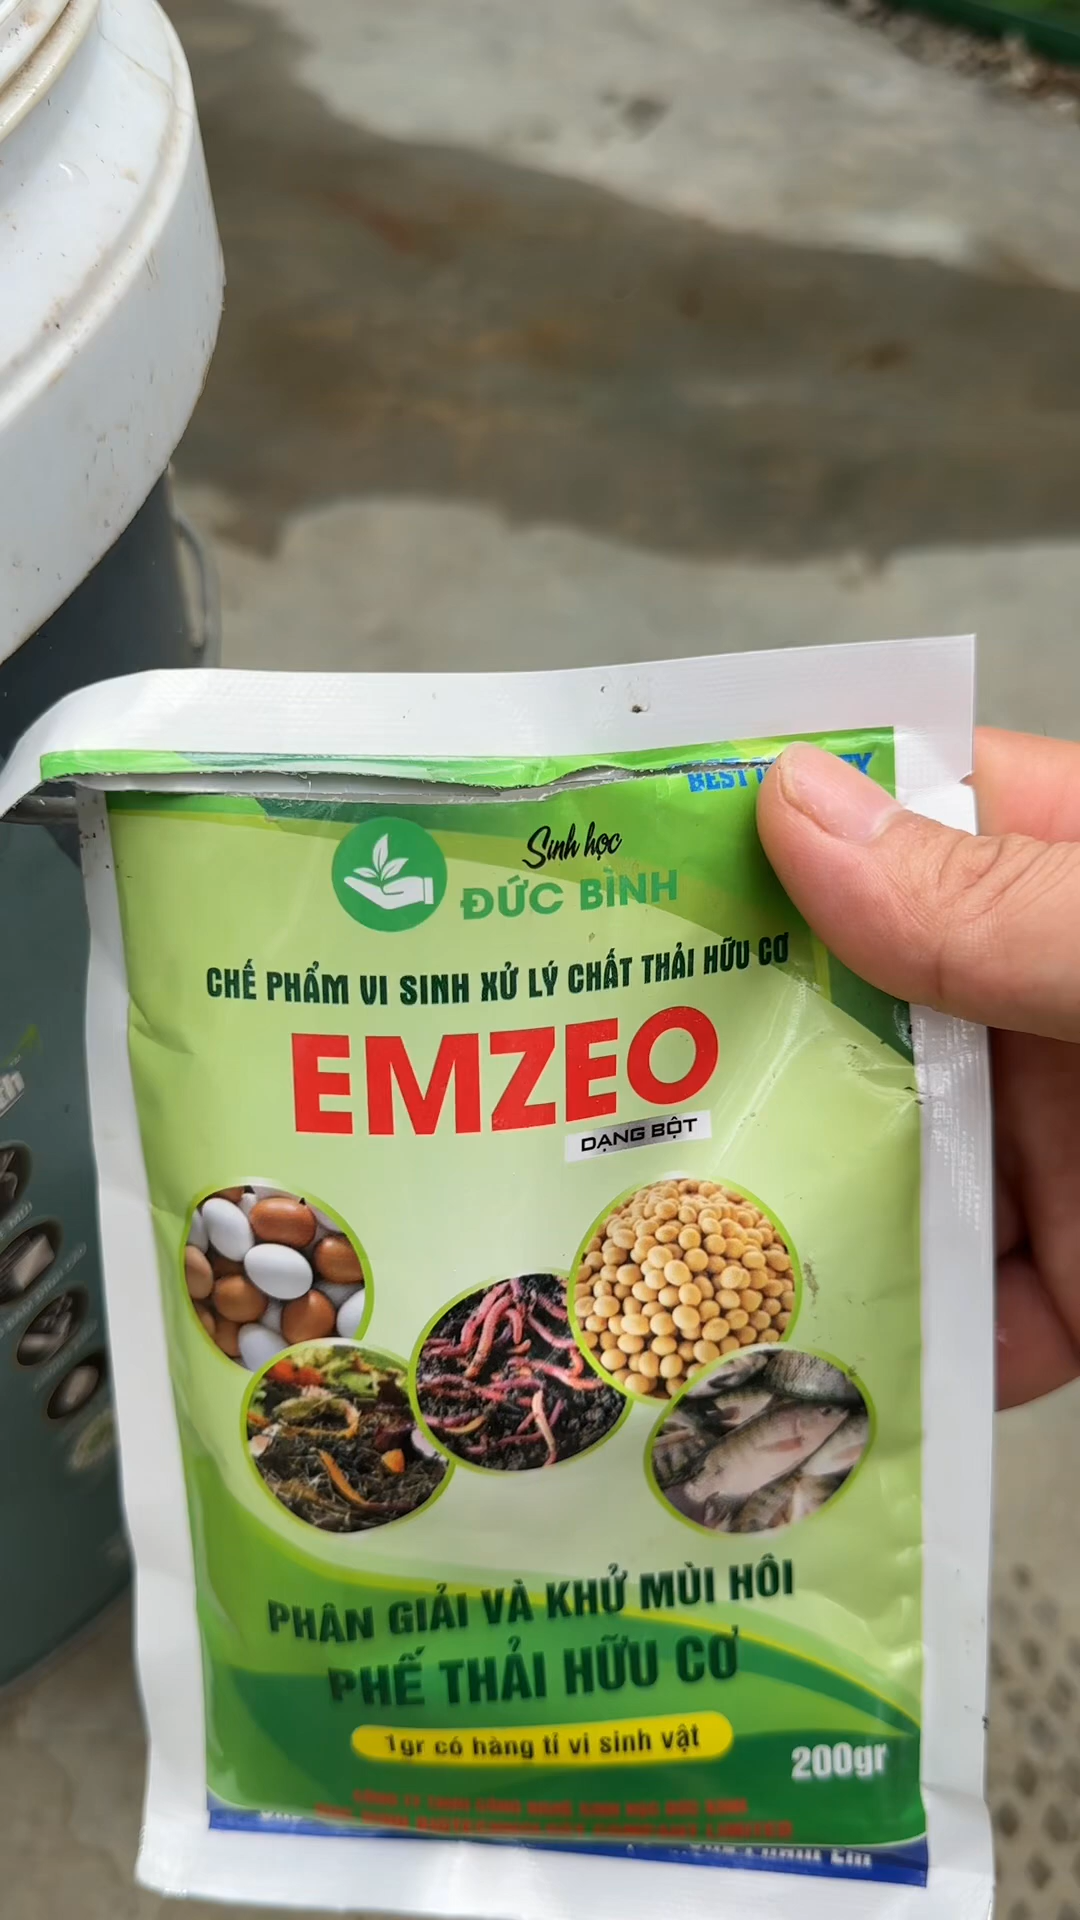 BEST
Sinh học
ĐỨC BÌNH
CHẾ PHẨM VI SINH XỬ LÝ CHẤT THẢI HỮU CƠ
EMZEO
DẠNG BỘT
PHÂN GIẢI VÀ KHỬ MÙI HÔI
PHẾ THẢI HỮU CƠ
1gr có hàng tỉ vi sinh vật
200gr